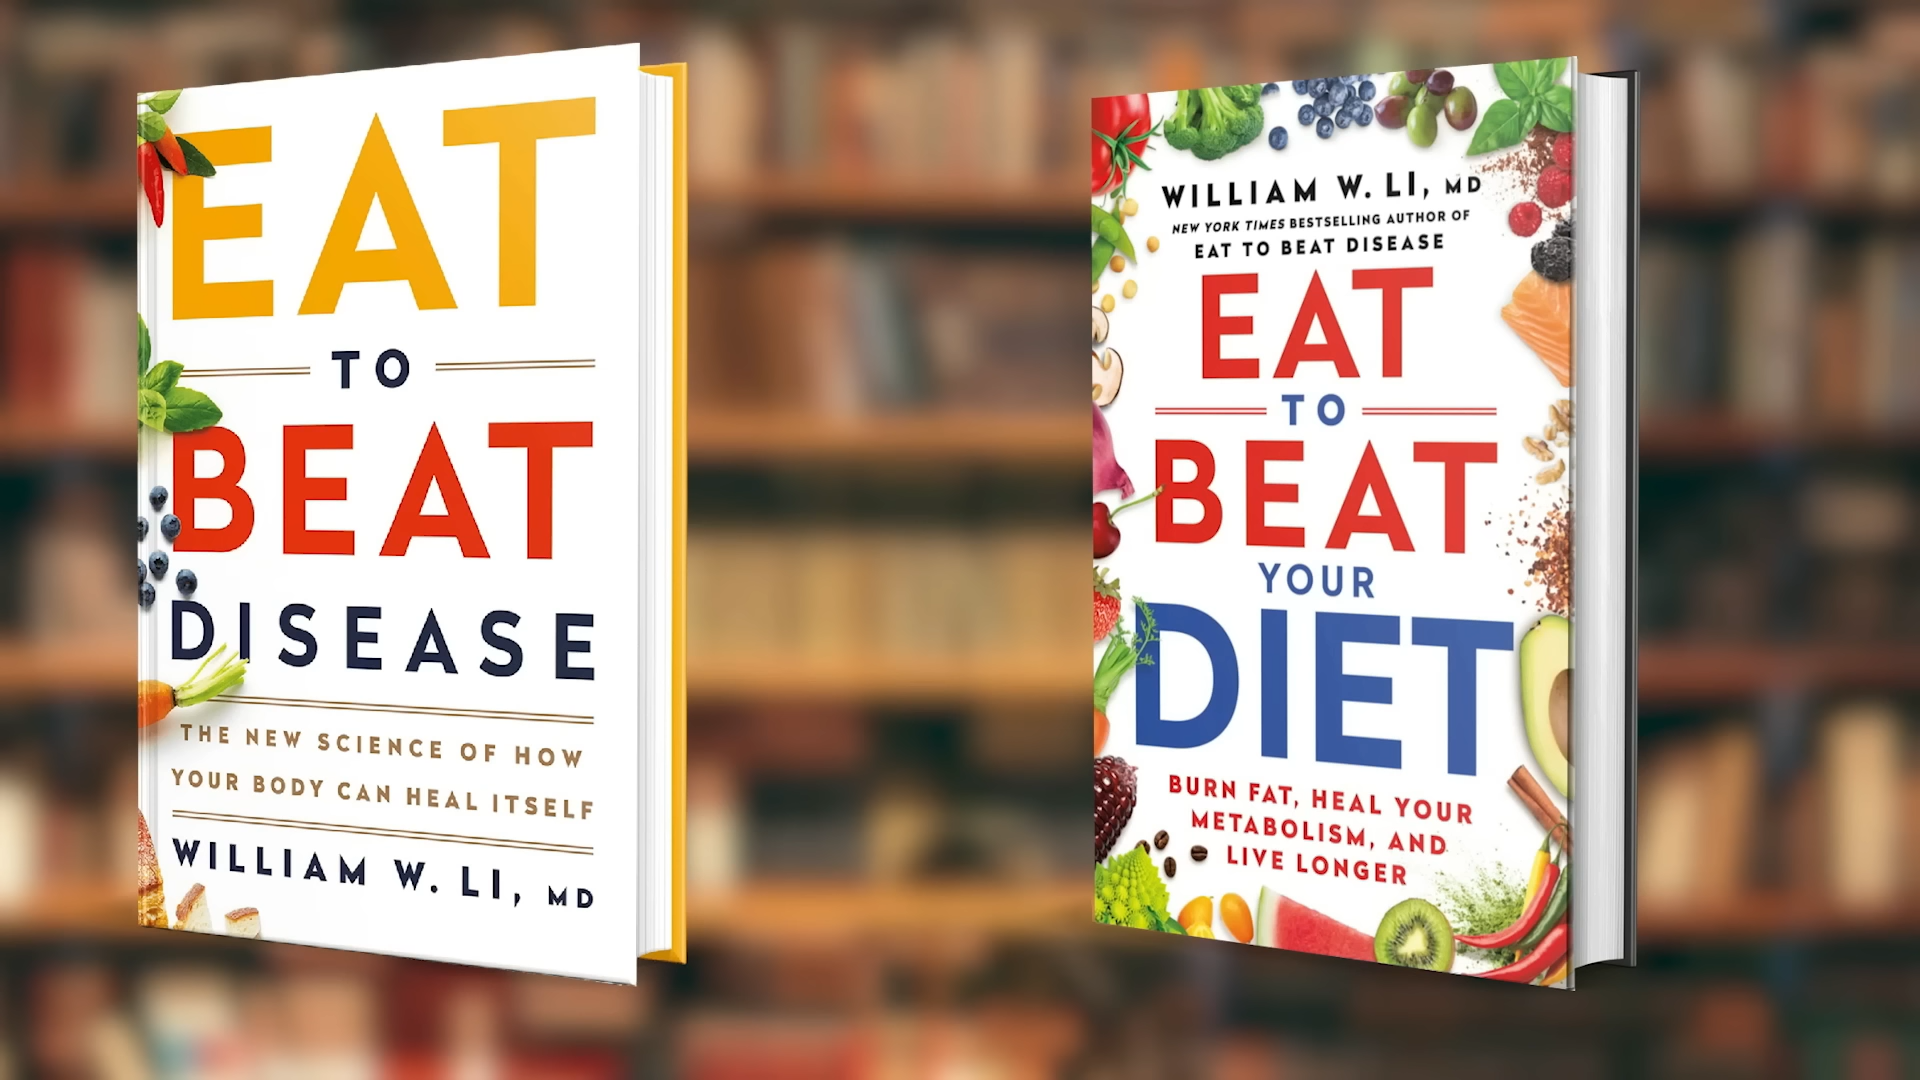 EAT
TO
BEAT
DISEASE
THE NEW SCIENCE OF HOW
YOUR BODY CAN HEAL ITSELF
WILLIAM W. LI, MD
WILLIAM W. LI, MD
NEW YORK TIMES BESTSELLING AUTHOR OF
EAT TO BEAT DISEASE
EAT
TO
BEAT
YOUR
DIET
BURN FAT, HEAL YOUR
METABOLISM, AND
LIVE LONGER